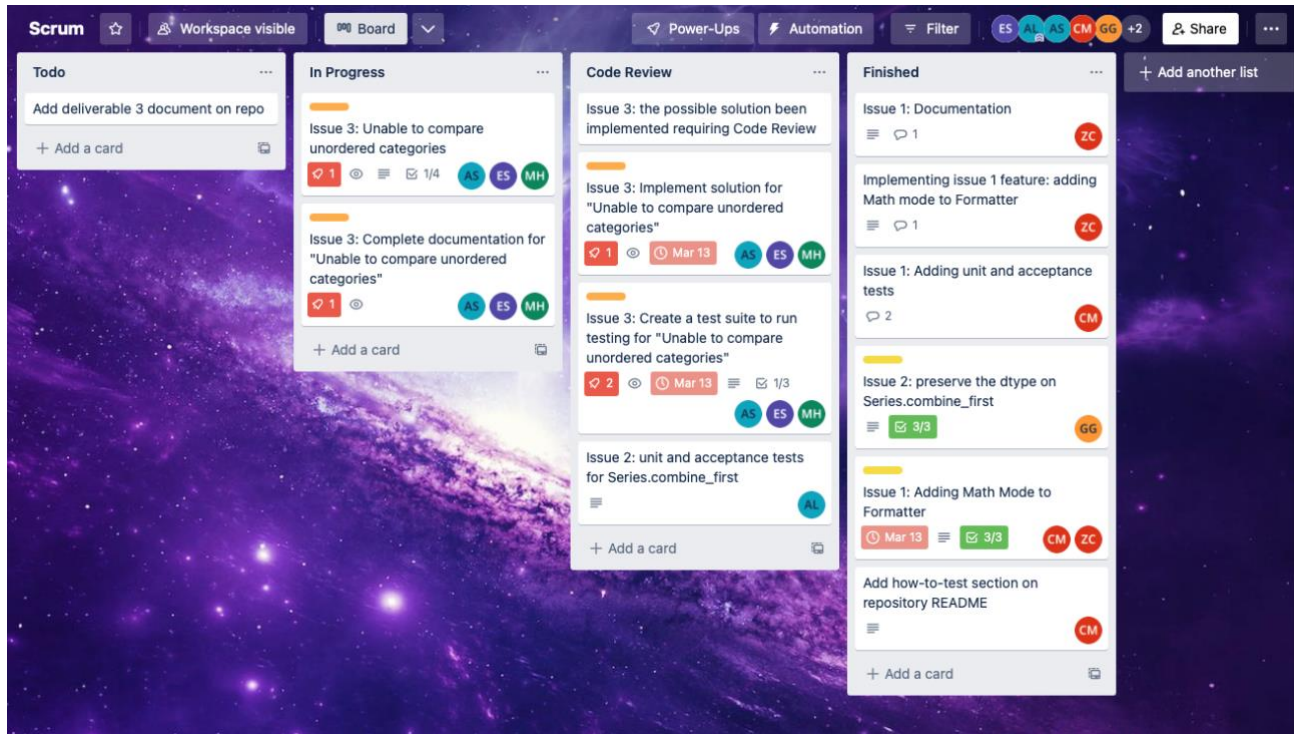 Scrum
Workspace visible
Board
Power-Ups
Automation
Filter
ES AL AS CM GG +2
Share
Todo
Add deliverable 3 document on repo
+ Add a card
In Progress
Issue 3: Unable to compare
unordered categories
1 1/4 AS ES MH
Issue 3: Complete documentation for
"Unable to compare unordered
categories"
1 AS ES MH
+ Add a card
Code Review
Issue 3: the possible solution been
implemented requiring Code Review
Issue 3: Implement solution for
"Unable to compare unordered
categories"
1 Mar 13 AS ES MH
Issue 3: Create a test suite to run
testing for "Unable to compare
unordered categories"
2 Mar 13 1/3
AS ES MH
Issue 2: unit and acceptance tests
for Series.combine_first
AL
+ Add a card
Finished
Issue 1: Documentation
1 ZC
Implementing issue 1 feature: adding
Math mode to Formatter
1 ZC
Issue 1: Adding unit and acceptance
tests
2 CM
Issue 2: preserve the dtype on
Series.combine_first
3/3 GG
Issue 1: Adding Math Mode to
Formatter
Mar 13 3/3 CM ZC
Add how-to-test section on
repository README
CM
+ Add a card
+ Add another list